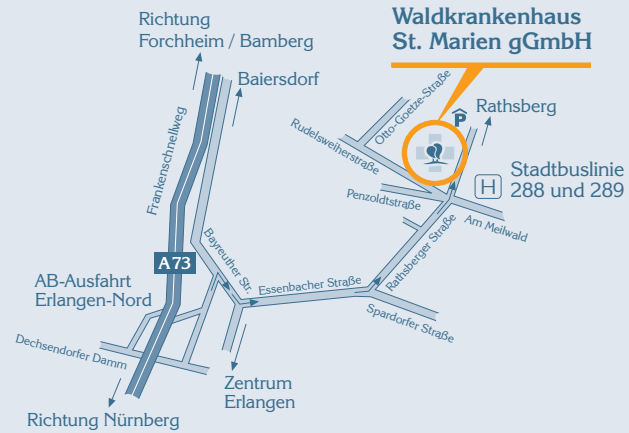 Richtung
Forchheim / Bamberg
Waldkrankenhaus
St. Marien gGmbH
Baiersdorf
Otto-Goetze-Straße
P
Rathsberg
Frankenschnellweg
Rudelsweiherstraße
H
Stadtbuslinie
288 und 289
Penzoldtstraße
Am Meilwald
Bayreuther Str.
Rathsberger Straße
A 73
AB-Ausfahrt
Erlangen-Nord
Essenbacher Straße
Spardorfer Straße
Dechsendorfer Damm
Zentrum
Erlangen
Richtung Nürnberg